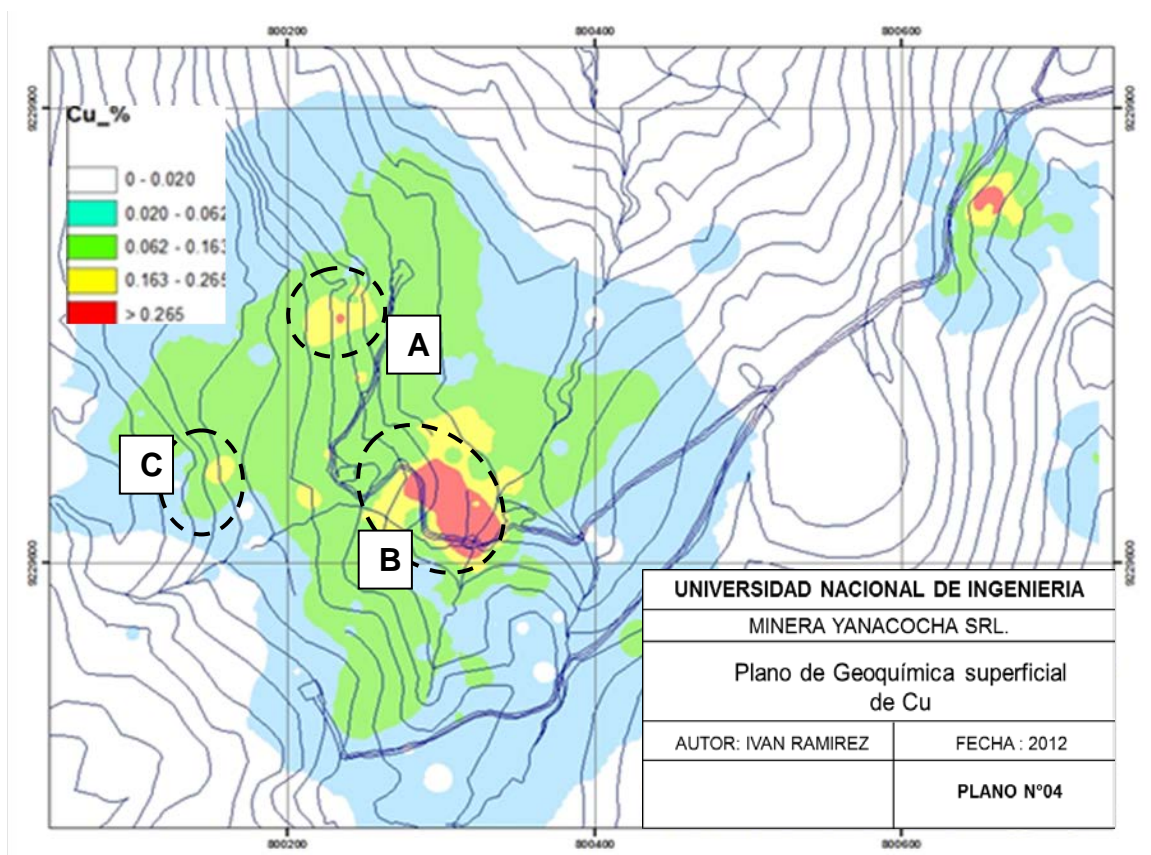 800200 800400 800600
9229900 9229900
Cu_%
0 - 0.020
0.020 - 0.062
0.062 - 0.163
0.163 - 0.265
> 0.265
A
C
B
9229600 9229600
UNIVERSIDAD NACIONAL DE INGENIERIA
MINERA YANACOCHA SRL.
Plano de Geoquímica superficial
de Cu
AUTOR: IVAN RAMIREZ FECHA : 2012
PLANO N°04
800200 800400 800600